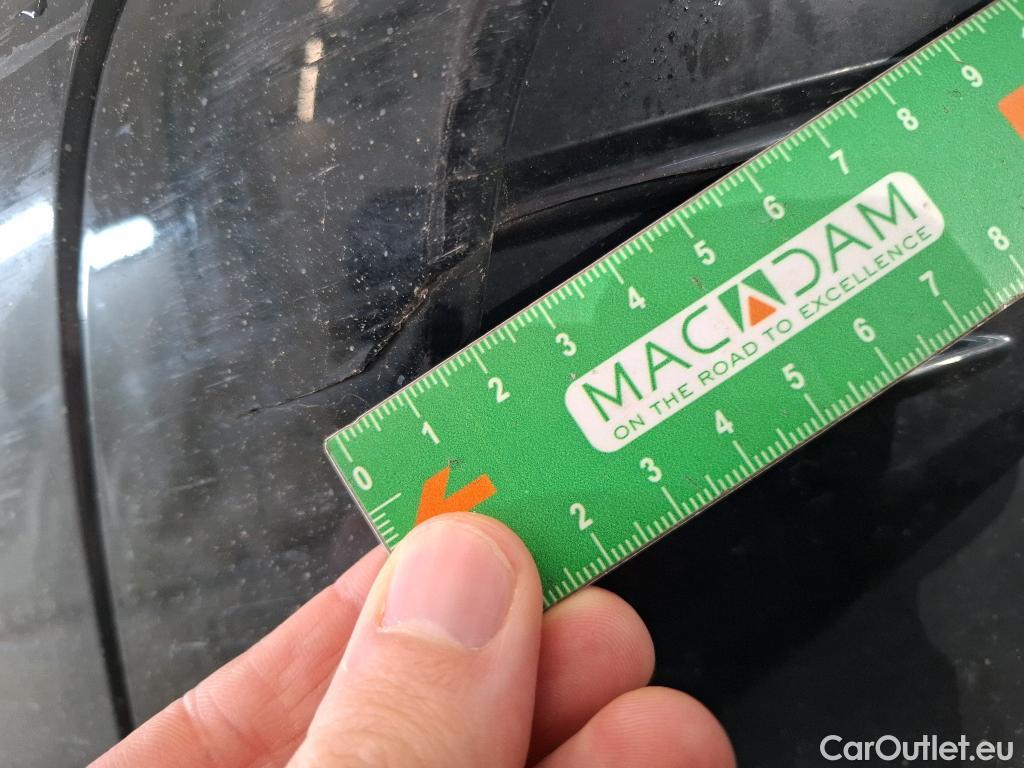 0 1 2 3 4 5 6 7 8 9
MACADAM
ON THE ROAD TO EXCELLENCE
2 3 4 5 6 7 8
CarOutlet.eu